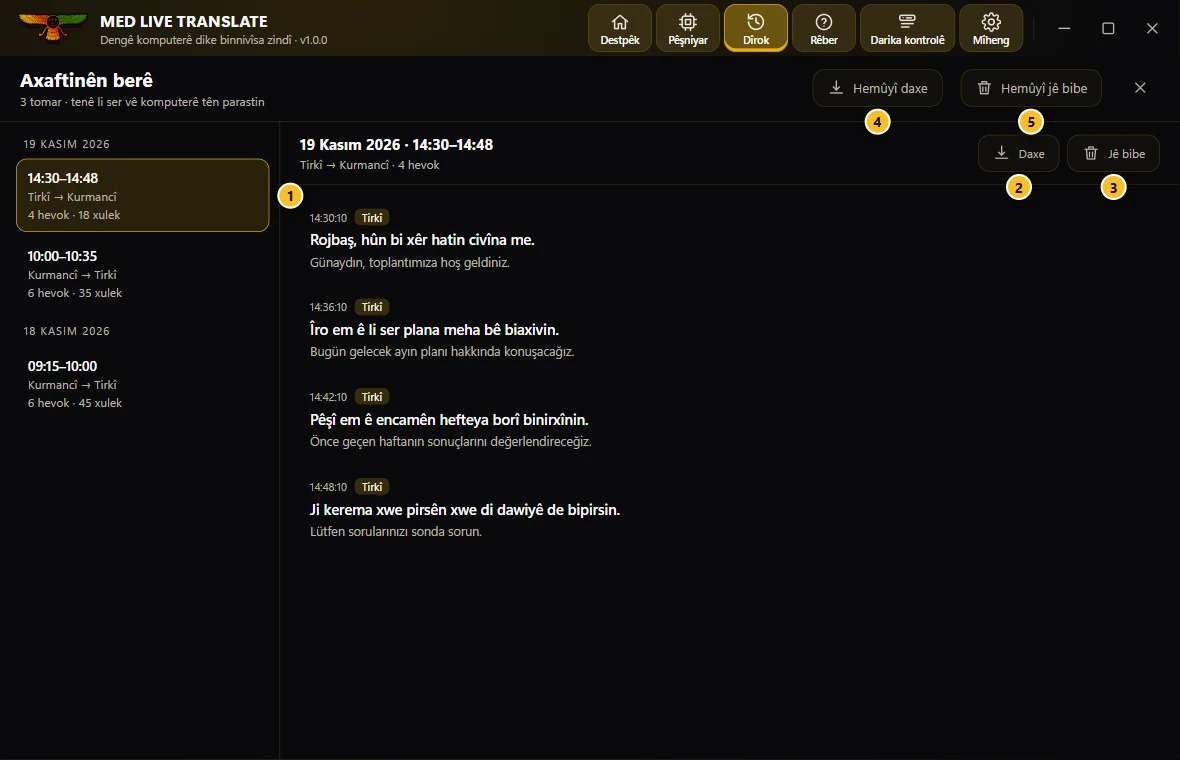 MED LIVE TRANSLATE
Dengê komputerê dike binnivîsa zindî · v1.0.0
Destpêk
Pêşniyar
Dîrok
Rêber
Darika kontrolê
Mîheng
Axaftinên berê
3 tomar · tenê li ser vê komputerê tên parastin
Hemûyî daxe
Hemûyî jê bibe
4
5
19 KASIM 2026
14:30–14:48
Tirkî → Kurmancî
4 hevok · 18 xulek
1
10:00–10:35
Kurmancî → Tirkî
6 hevok · 35 xulek
18 KASIM 2026
09:15–10:00
Kurmancî → Tirkî
6 hevok · 45 xulek
19 Kasım 2026 · 14:30–14:48
Tirkî → Kurmancî · 4 hevok
Daxe
Jê bibe
2
3
14:30:10 Tirkî
Rojbaş, hûn bi xêr hatin civîna me.
Günaydın, toplantımıza hoş geldiniz.
14:36:10 Tirkî
Îro em ê li ser plana meha bê biaxivin.
Bugün gelecek ayın planı hakkında konuşacağız.
14:42:10 Tirkî
Pêşî em ê encamên hefteya borî binirxînin.
Önce geçen haftanın sonuçlarını değerlendireceğiz.
14:48:10 Tirkî
Ji kerema xwe pirsên xwe di dawiyê de bipirsin.
Lütfen sorularınızı sonda sorun.